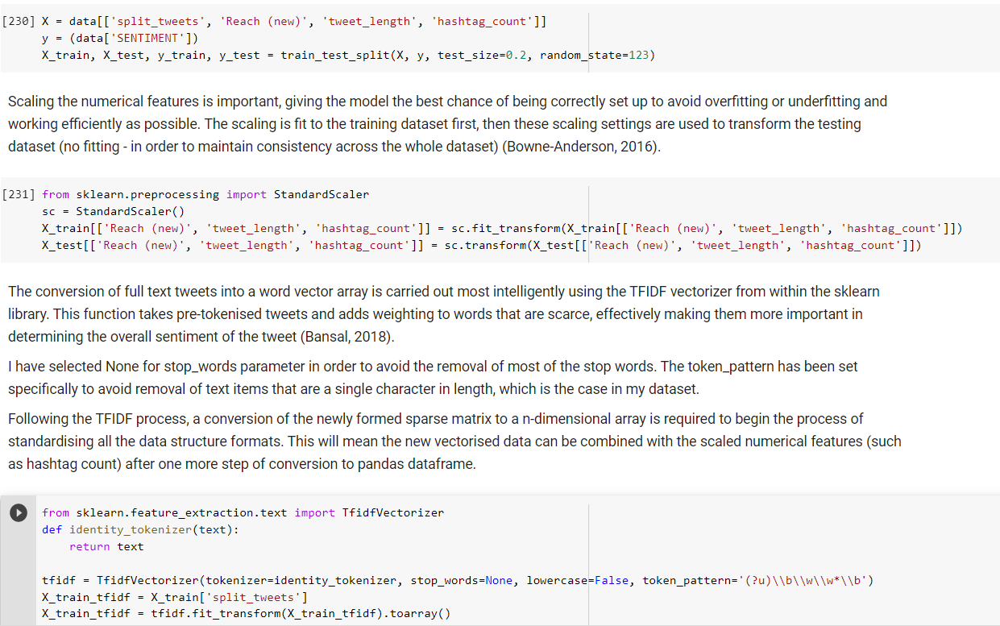 [230] X = data[['split_tweets', 'Reach (new)', 'tweet_length', 'hashtag_count']]
y = (data['SENTIMENT'])
X_train, X_test, y_train, y_test = train_test_split(X, y, test_size=0.2, random_state=123)
Scaling the numerical features is important, giving the model the best chance of being correctly set up to avoid overfitting or underfitting and
working efficiently as possible. The scaling is fit to the training dataset first, then these scaling settings are used to transform the testing
dataset (no fitting - in order to maintain consistency across the whole dataset) (Bowne-Anderson, 2016).
[231] from sklearn.preprocessing import StandardScaler
sc = StandardScaler()
X_train[['Reach (new)', 'tweet_length', 'hashtag_count']] = sc.fit_transform(X_train[['Reach (new)', 'tweet_length', 'hashtag_count']])
X_test[['Reach (new)', 'tweet_length', 'hashtag_count']] = sc.transform(X_test[['Reach (new)', 'tweet_length', 'hashtag_count']])
The conversion of full text tweets into a word vector array is carried out most intelligently using the TFIDF vectorizer from within the sklearn
library. This function takes pre-tokenised tweets and adds weighting to words that are scarce, effectively making them more important in
determining the overall sentiment of the tweet (Bansal, 2018).
I have selected None for stop_words parameter in order to avoid the removal of most of the stop words. The token_pattern has been set
specifically to avoid removal of text items that are a single character in length, which is the case in my dataset.
Following the TFIDF process, a conversion of the newly formed sparse matrix to a n-dimensional array is required to begin the process of
standardising all the data structure formats. This will mean the new vectorised data can be combined with the scaled numerical features (such
as hashtag count) after one more step of conversion to pandas dataframe.
from sklearn.feature_extraction.text import TfidfVectorizer
def identity_tokenizer(text):
    return text
tfidf = TfidfVectorizer(tokenizer=identity_tokenizer, stop_words=None, lowercase=False, token_pattern='(?u)\\b\\w\\w*\\b')
X_train_tfidf = X_train['split_tweets']
X_train_tfidf = tfidf.fit_transform(X_train_tfidf).toarray()